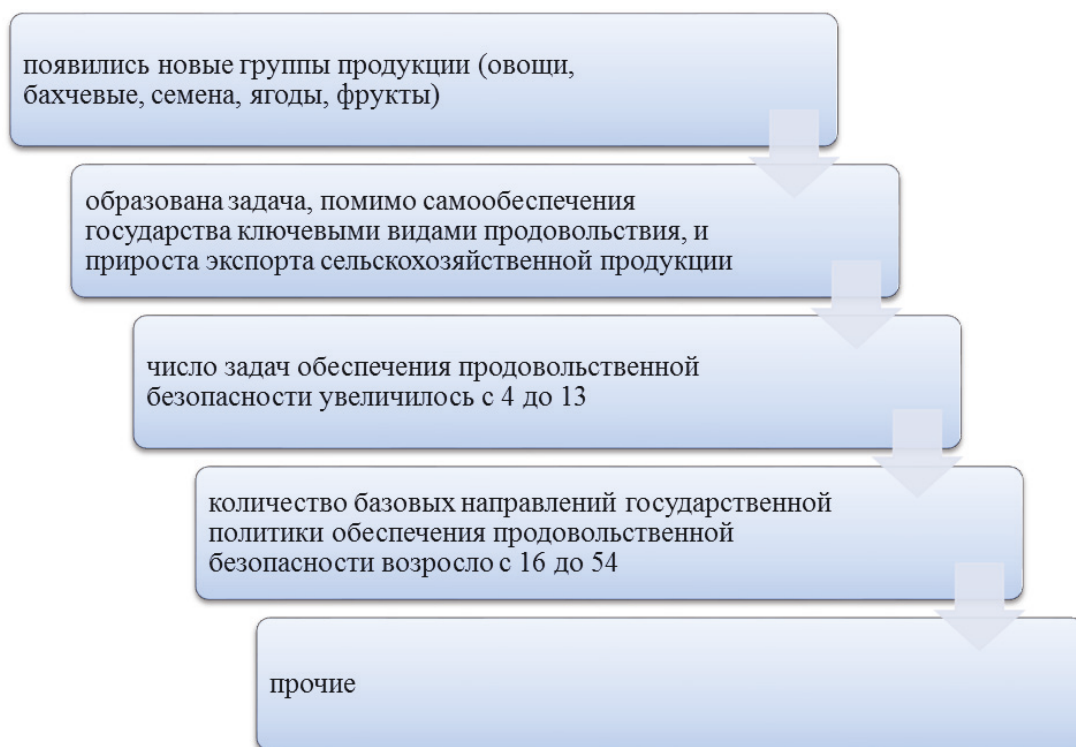 появились новые группы продукции (овощи,
бахчевые, семена, ягоды, фрукты)
образована задача, помимо самообеспечения
государства ключевыми видами продовольствия, и
прироста экспорта сельскохозяйственной продукции
число задач обеспечения продовольственной
безопасности увеличилось с 4 до 13
количество базовых направлений государственной
политики обеспечения продовольственной
безопасности возросло с 16 до 54
прочие